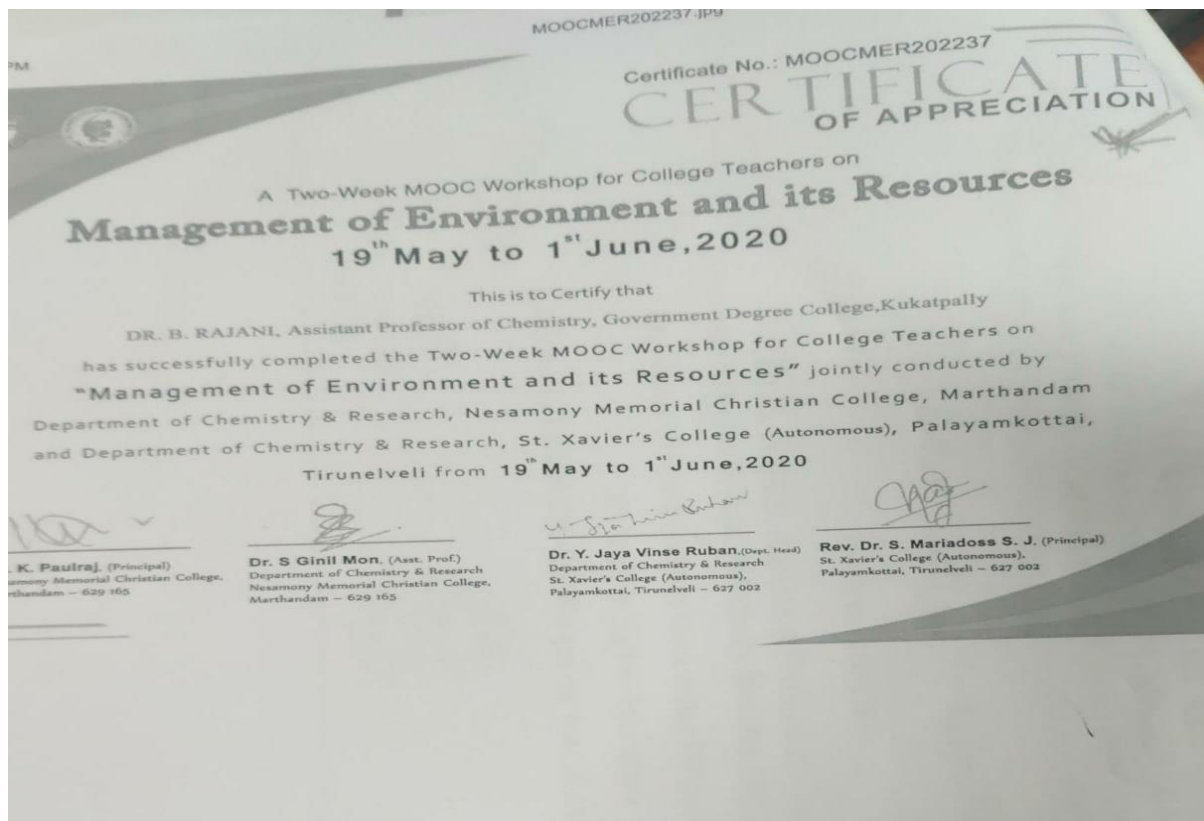 MOOCMER202237.jpg
PM
Certificate No.: MOOCMER202237
CERTIFICATE
OF APPRECIATION
A Two-Week MOOC Workshop for College Teachers on
Management of Environment and its Resources
19th May to 1st June,2020
This is to Certify that
DR. B. RAJANI, Assistant Professor of Chemistry, Government Degree College,Kukatpally
has successfully completed the Two-Week MOOC Workshop for College Teachers on
"Management of Environment and its Resources" jointly conducted by
Department of Chemistry & Research, Nesamony Memorial Christian College, Marthandam
and Department of Chemistry & Research, St. Xavier's College (Autonomous), Palayamkottai,
Tirunelveli from 19th May to 1st June,2020
. K. Paulraj, (Principal)
amony Memorial Christian College,
rthandam – 629 165
Dr. S Ginil Mon, (Asst. Prof.)
Department of Chemistry & Research
Nesamony Memorial Christian College,
Marthandam – 629 165
Dr. Y. Jaya Vinse Ruban,(Dept. Head)
Department of Chemistry & Research
St. Xavier's College (Autonomous),
Palayamkottai, Tirunelveli – 627 002
Rev. Dr. S. Mariadoss S. J. (Principal)
St. Xavier's College (Autonomous),
Palayamkottai, Tirunelveli – 627 002